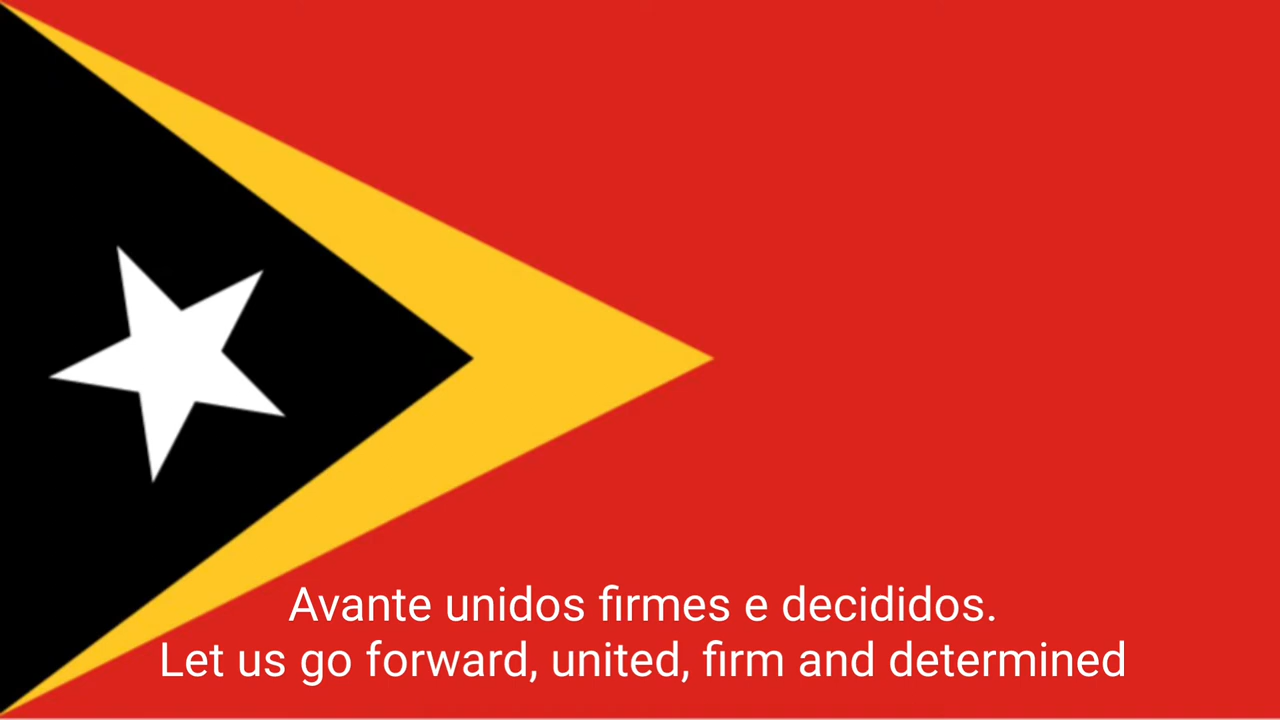 Avante unidos firmes e decididos.
Let us go forward, united, firm and determined